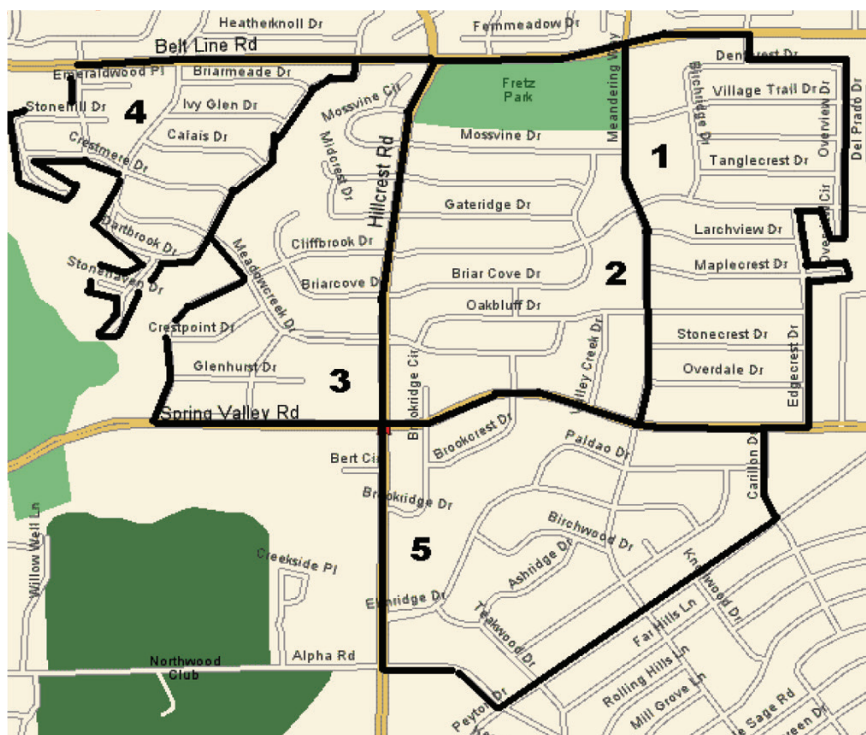 Heatherknoll Dr
Fernmeadow Dr
Belt Line Rd
Meandering Way
Emeraldwood Pl
Briarmeade Dr
Stonehill Dr
4
Ivy Glen Dr
Calais Dr
Crestmere Dr
Mossvine Cir
Fretz
Park
Dentcrest Dr
Birchridge Dr
Village Trail Dr
Overview Dr
Del Prado Dr
Mossvine Dr
Midcrest Dr
Hillcrest Rd
1
Tanglecrest Dr
Gateridge Dr
Dartbrook Dr
Cliffbrook Dr
Larchview Dr
Stonehaven Dr
Meadowcreek Dr
Briarcove Dr
Briar Cove Dr
2
Maplecrest Dr
Oakbluff Dr
Crestpoint Dr
Stonecrest Dr
Glenhurst Dr
3
Brookridge Cir
Overdale Dr
Edgecrest Dr
Spring Valley Rd
Brookcrest Dr
Bert Cir
Paldao Dr
Carillon Dr
Brookridge Dr
Birchwood Dr
Willow Well Ln
Creekside Pl
5
Ashridge Dr
Knollwood Dr
Elmridge Dr
Teakwood Dr
Far Hills Ln
Alpha Rd
Northwood
Club
Rolling Hills Ln
Peyton Dr
Mill Grove Ln
Sage Rd